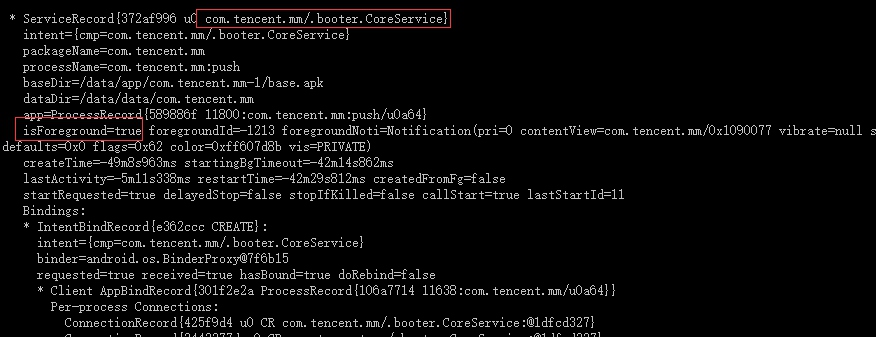 * ServiceRecord{372af996 u0 com.tencent.mm/.booter.CoreService}
intent={cmp=com.tencent.mm/.booter.CoreService}
packageName=com.tencent.mm
processName=com.tencent.mm:push
baseDir=/data/app/com.tencent.mm-1/base.apk
dataDir=/data/data/com.tencent.mm
app=ProcessRecord{589886f 11800:com.tencent.mm:push/u0a64}
isForeground=true foregroundId=-1213 foregroundNoti=Notification(pri=0 contentView=com.tencent.mm/0x1090077 vibrate=null s
defaults=0x0 flags=0x62 color=0xff607d8b vis=PRIVATE)
createTime=-49m8s963ms startingBgTimeout=-42m14s862ms
lastActivity=-5m11s338ms restartTime=-42m29s812ms createdFromFg=false
startRequested=true delayedStop=false stopIfKilled=false callStart=true lastStartId=11
Bindings:
* IntentBindRecord{e362ccc CREATE}:
intent={cmp=com.tencent.mm/.booter.CoreService}
binder=android.os.BinderProxy@7f6b15
requested=true received=true hasBound=true doRebind=false
* Client AppBindRecord{301f2e2a ProcessRecord{106a7714 11638:com.tencent.mm/u0a64}}
Per-process Connections:
ConnectionRecord{425f9d4 u0 CR com.tencent.mm/.booter.CoreService:@1dfcd327}